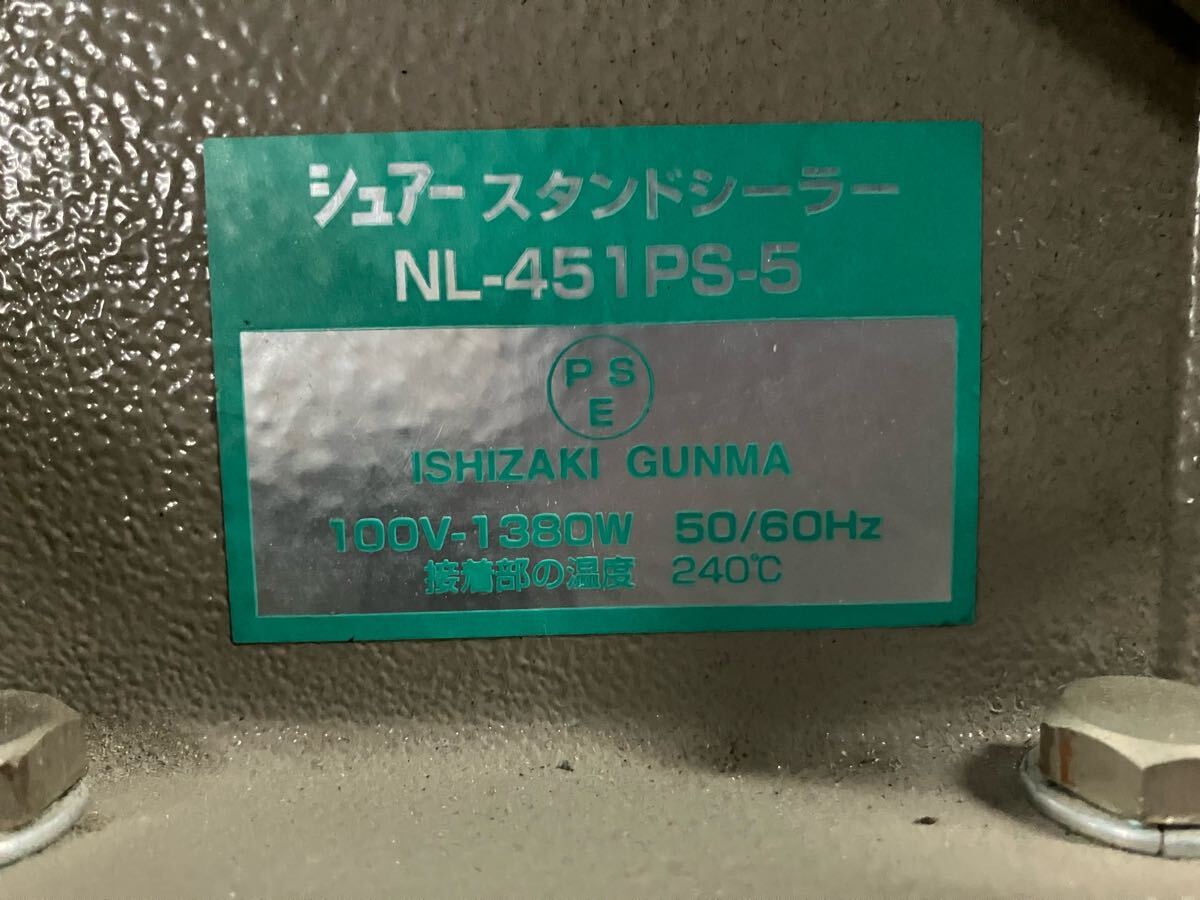 シュアー スタンドシーラー
NL-451PS-5
P S
E
ISHIZAKI GUNMA
100V-1380W 50/60Hz
接着部の温度 240℃